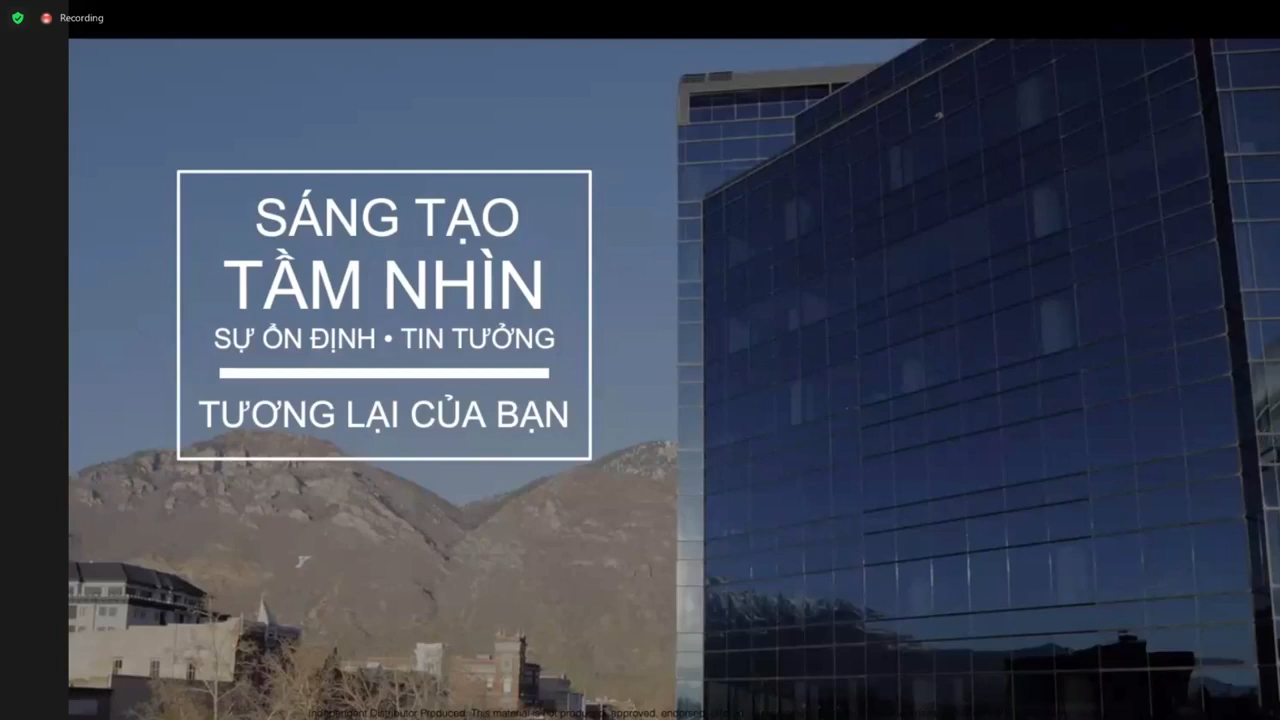 Recording
SÁNG TẠO
TẦM NHÌN
SỰ ỔN ĐỊNH • TIN TƯỞNG
TƯƠNG LẠI CỦA BẠN
Independent Distributor Produced. This material is not produced, approved, endorsed